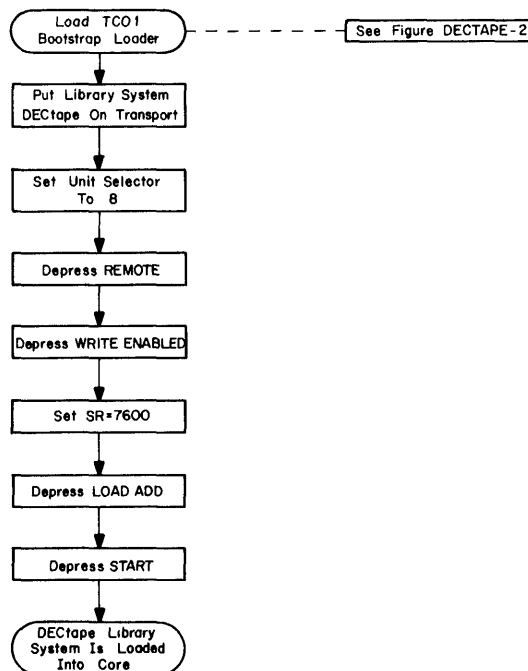 Load TC01
Bootstrap Loader
See Figure DECTAPE-2
Put Library System
DECtape On Transport
Set Unit Selector
To 8
Depress REMOTE
Depress WRITE ENABLED
Set SR=7600
Depress LOAD ADD
Depress START
DECtape Library
System Is Loaded
Into Core